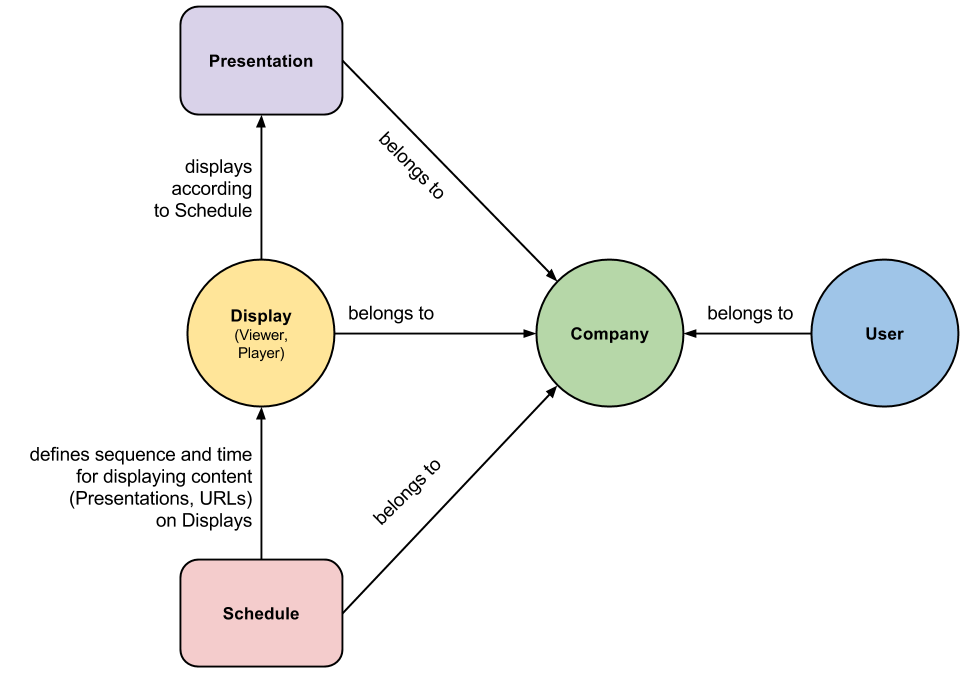 Presentation
belongs to
displays
according
to Schedule
Display
(Viewer,
Player)
belongs to
Company
belongs to
User
defines sequence and time
for displaying content
(Presentations, URLs)
on Displays
belongs to
Schedule